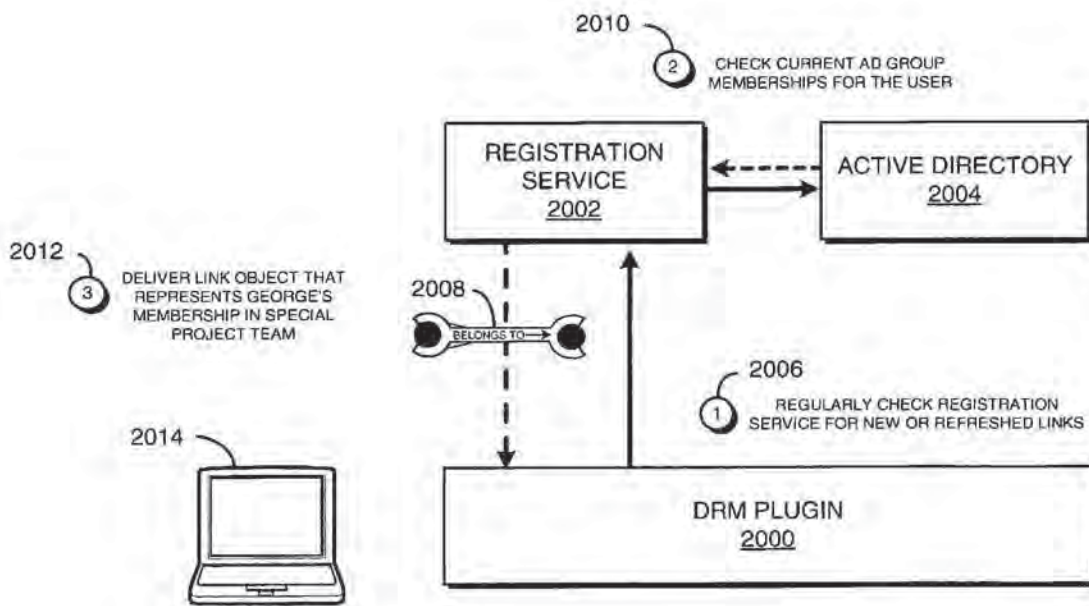 2010
2
CHECK CURRENT AD GROUP
MEMBERSHIPS FOR THE USER
REGISTRATION
SERVICE
2002
ACTIVE DIRECTORY
2004
2012
3
DELIVER LINK OBJECT THAT
REPRESENTS GEORGE'S
MEMBERSHIP IN SPECIAL
PROJECT TEAM
2008
BELONGS TO
2006
1
REGULARLY CHECK REGISTRATION
SERVICE FOR NEW OR REFRESHED LINKS
2014
DRM PLUGIN
2000